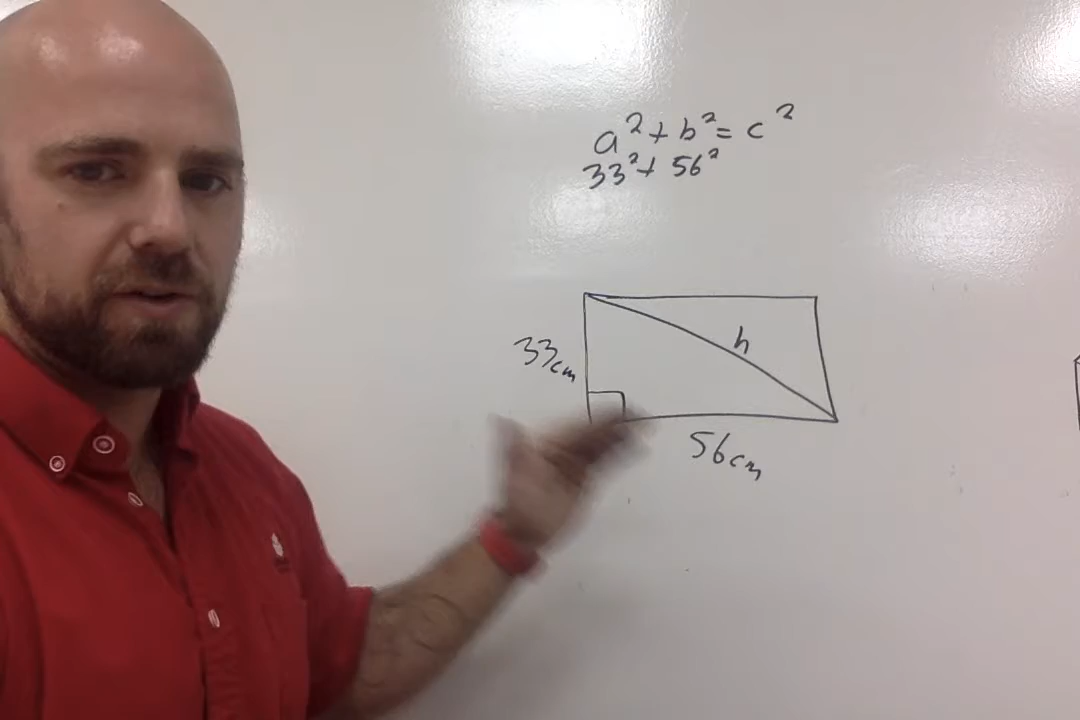 a² + b² = c²
33² + 56²
h
33cm
56cm